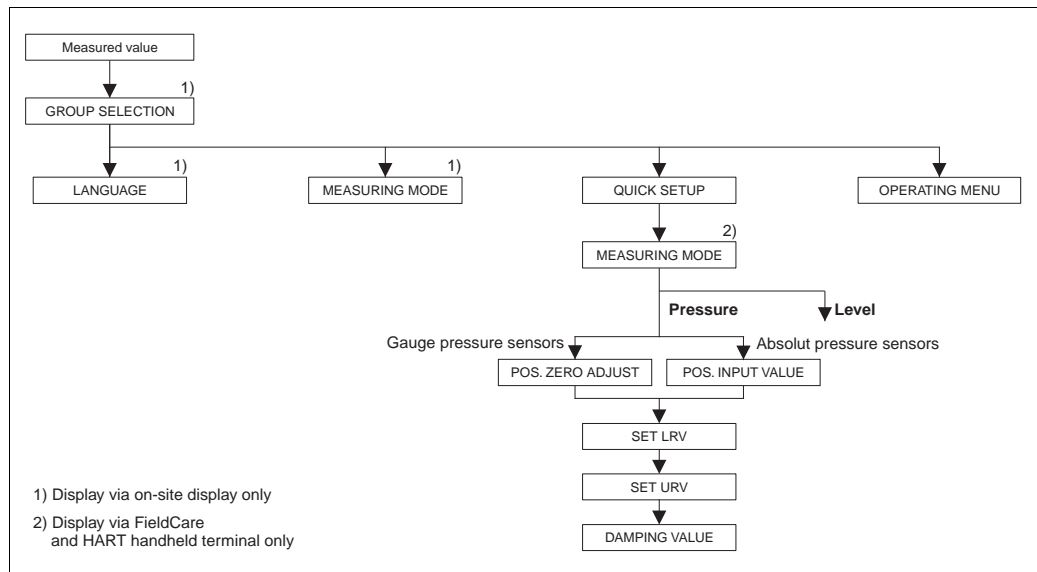 Measured value
1)
GROUP SELECTION
1)
LANGUAGE
1)
MEASURING MODE
QUICK SETUP
OPERATING MENU
2)
MEASURING MODE
Pressure
Level
Gauge pressure sensors
Absolut pressure sensors
POS. ZERO ADJUST
POS. INPUT VALUE
SET LRV
SET URV
DAMPING VALUE
1) Display via on-site display only
2) Display via FieldCare
and HART handheld terminal only